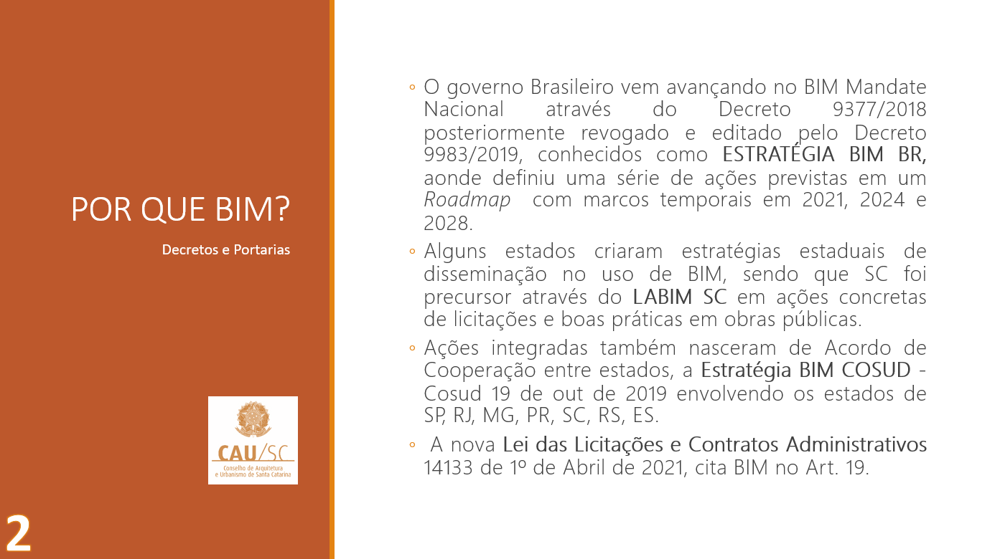 POR QUE BIM?
Decretos e Portarias
CAU/SC
Conselho de Arquitetura
e Urbanismo de Santa Catarina
2
◦ O governo Brasileiro vem avançando no BIM Mandate
Nacional através do Decreto 9377/2018
posteriormente revogado e editado pelo Decreto
9983/2019, conhecidos como ESTRATÉGIA BIM BR,
aonde definiu uma série de ações previstas em um
Roadmap com marcos temporais em 2021, 2024 e
2028.
◦ Alguns estados criaram estratégias estaduais de
disseminação no uso de BIM, sendo que SC foi
precursor através do LABIM SC em ações concretas
de licitações e boas práticas em obras públicas.
◦ Ações integradas também nasceram de Acordo de
Cooperação entre estados, a Estratégia BIM COSUD -
Cosud 19 de out de 2019 envolvendo os estados de
SP, RJ, MG, PR, SC, RS, ES.
◦ A nova Lei das Licitações e Contratos Administrativos
14133 de 1º de Abril de 2021, cita BIM no Art. 19.